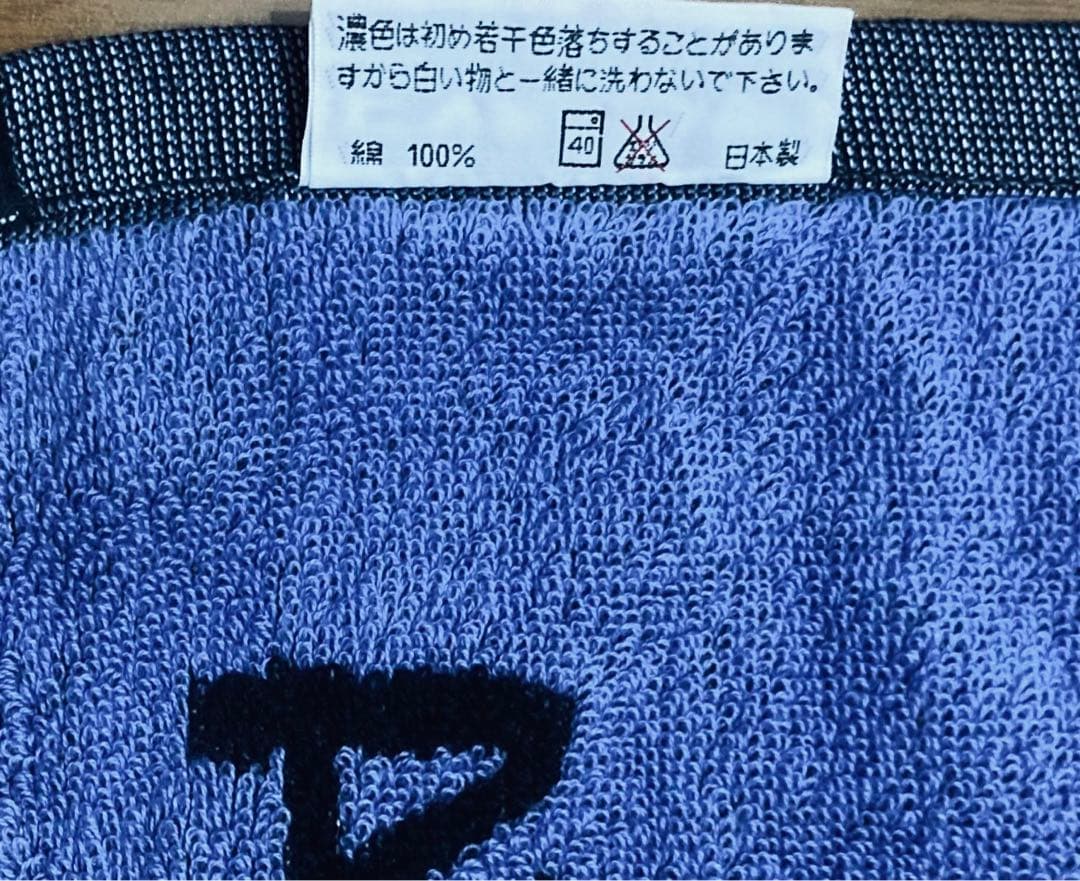 濃色は初め若干色落ちすることがありま
すから白い物と一緒に洗わないで下さい。
綿 100% 40 日本製